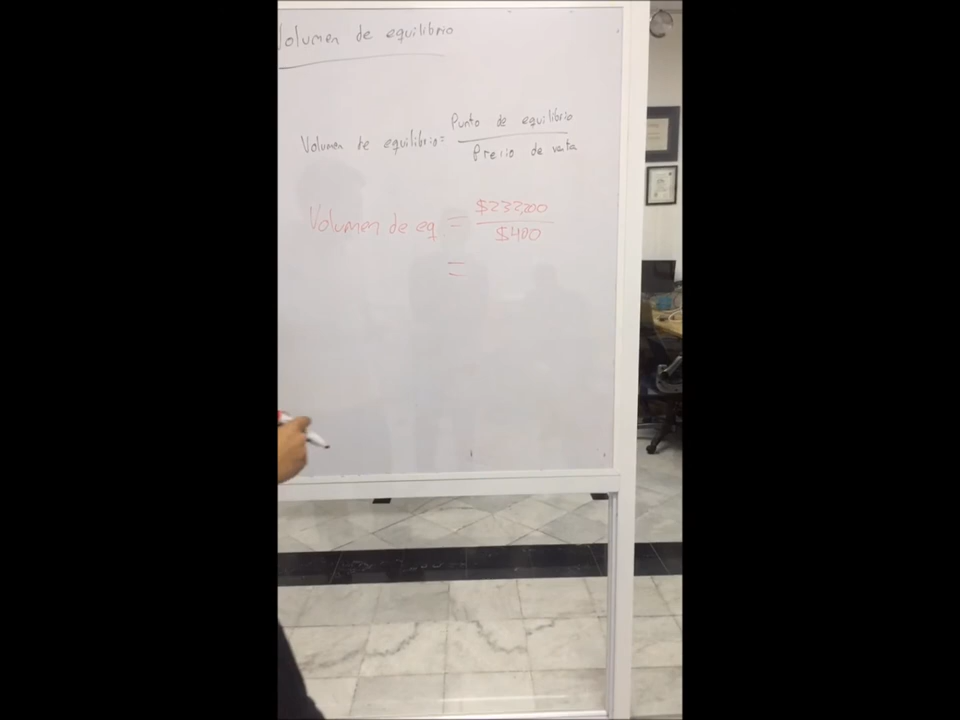 Volumen de equilibrio
Punto de equilibrio
Volumen de equilibrio=
Precio de venta
$232,200
Volumen de eq =
$400
=